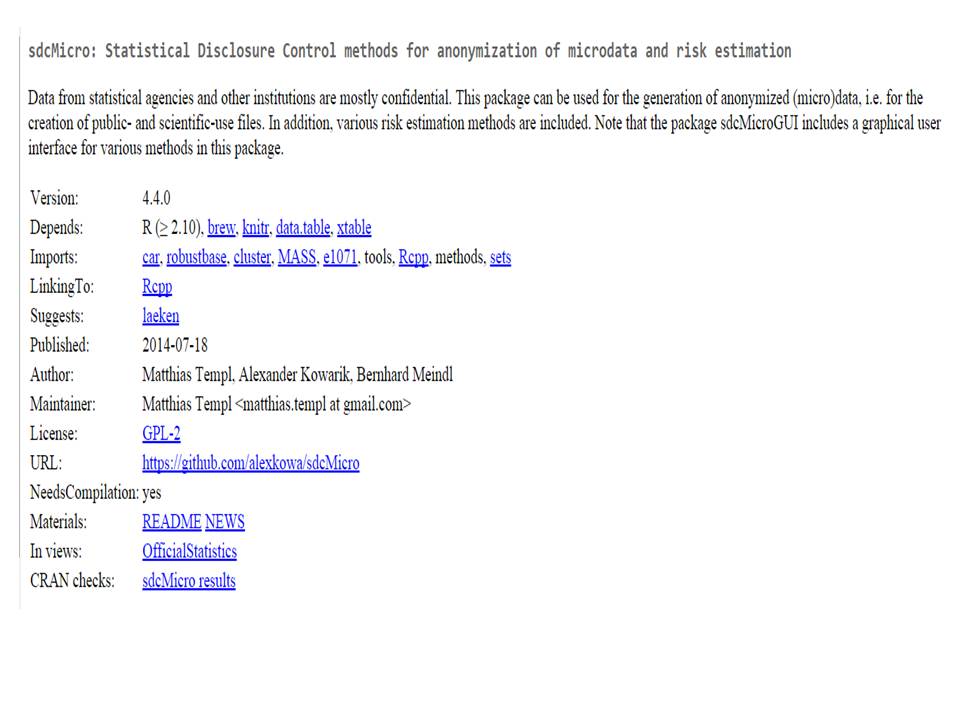 sdcMicro: Statistical Disclosure Control methods for anonymization of microdata and risk estimation
Data from statistical agencies and other institutions are mostly confidential. This package can be used for the generation of anonymized (micro)data, i.e. for the
creation of public- and scientific-use files. In addition, various risk estimation methods are included. Note that the package sdcMicroGUI includes a graphical user
interface for various methods in this package.
Version: 4.4.0
Depends: R (≥ 2.10), brew, knitr, data.table, xtable
Imports: car, robustbase, cluster, MASS, e1071, tools, Rcpp, methods, sets
LinkingTo: Rcpp
Suggests: laeken
Published: 2014-07-18
Author: Matthias Templ, Alexander Kowarik, Bernhard Meindl
Maintainer: Matthias Templ <matthias.templ at gmail.com>
License: GPL-2
URL: https://github.com/alexkowa/sdcMicro
NeedsCompilation: yes
Materials: README NEWS
In views: OfficialStatistics
CRAN checks: sdcMicro results